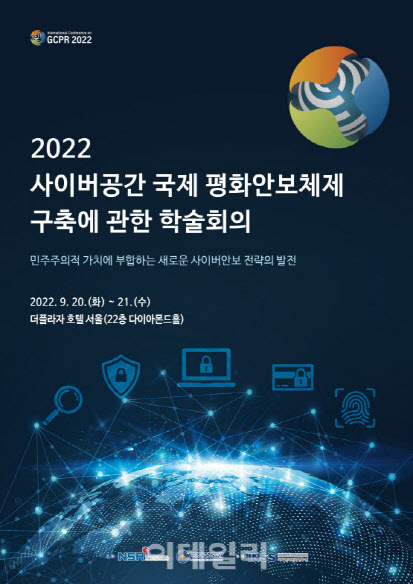 International Conference on
GCPR 2022
2022
사이버공간 국제 평화안보체제
구축에 관한 학술회의
민주주의적 가치에 부합하는 새로운 사이버안보 전략의 발전
2022. 9. 20.(화) ~ 21.(수)
더플라자 호텔 서울(22층 다이아몬드홀)
이데일리
NSR